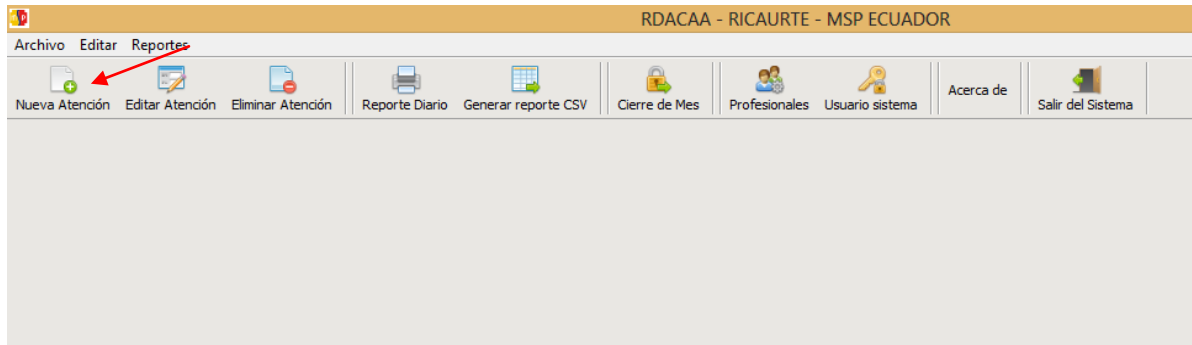 RDACAA - RICAURTE - MSP ECUADOR
Archivo Editar Reportes
Nueva Atención Editar Atención Eliminar Atención Reporte Diario Generar reporte CSV Cierre de Mes Profesionales Usuario sistema Acerca de Salir del Sistema